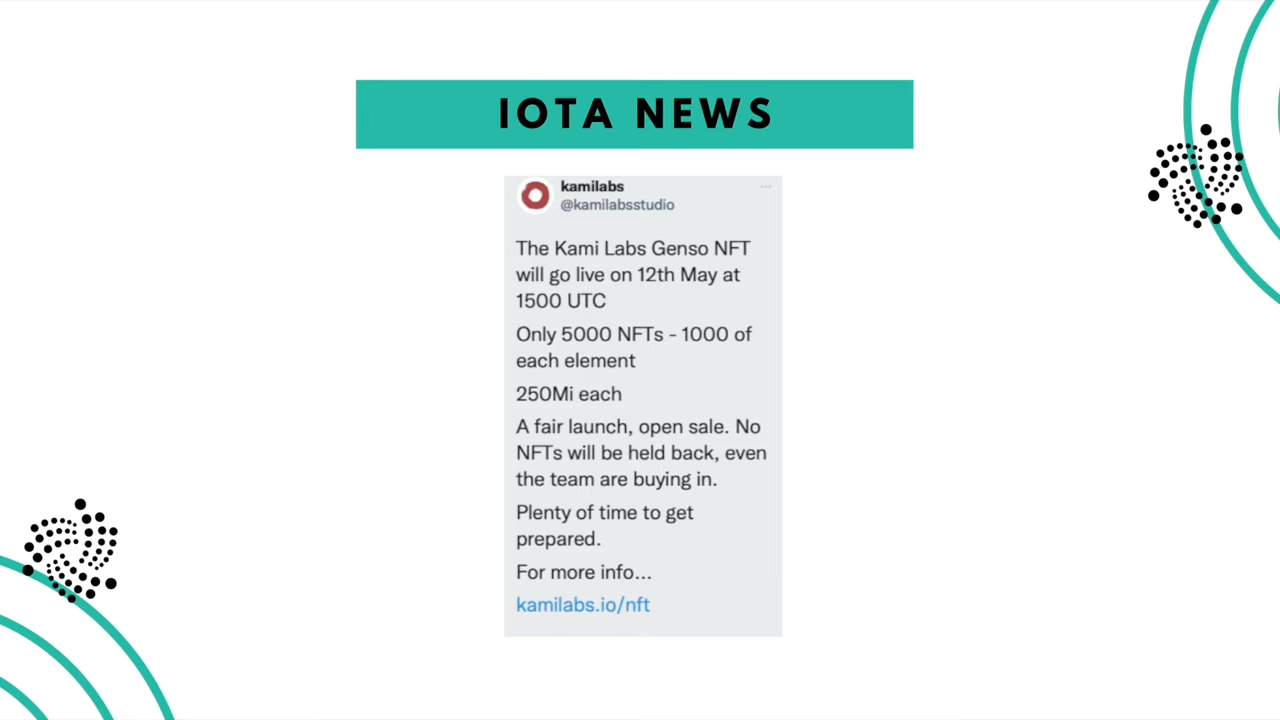 IOTA NEWS
kamilabs
@kamilabsstudio
The Kami Labs Genso NFT
will go live on 12th May at
1500 UTC
Only 5000 NFTs - 1000 of
each element
250Mi each
A fair launch, open sale. No
NFTs will be held back, even
the team are buying in.
Plenty of time to get
prepared.
For more info...
kamilabs.io/nft